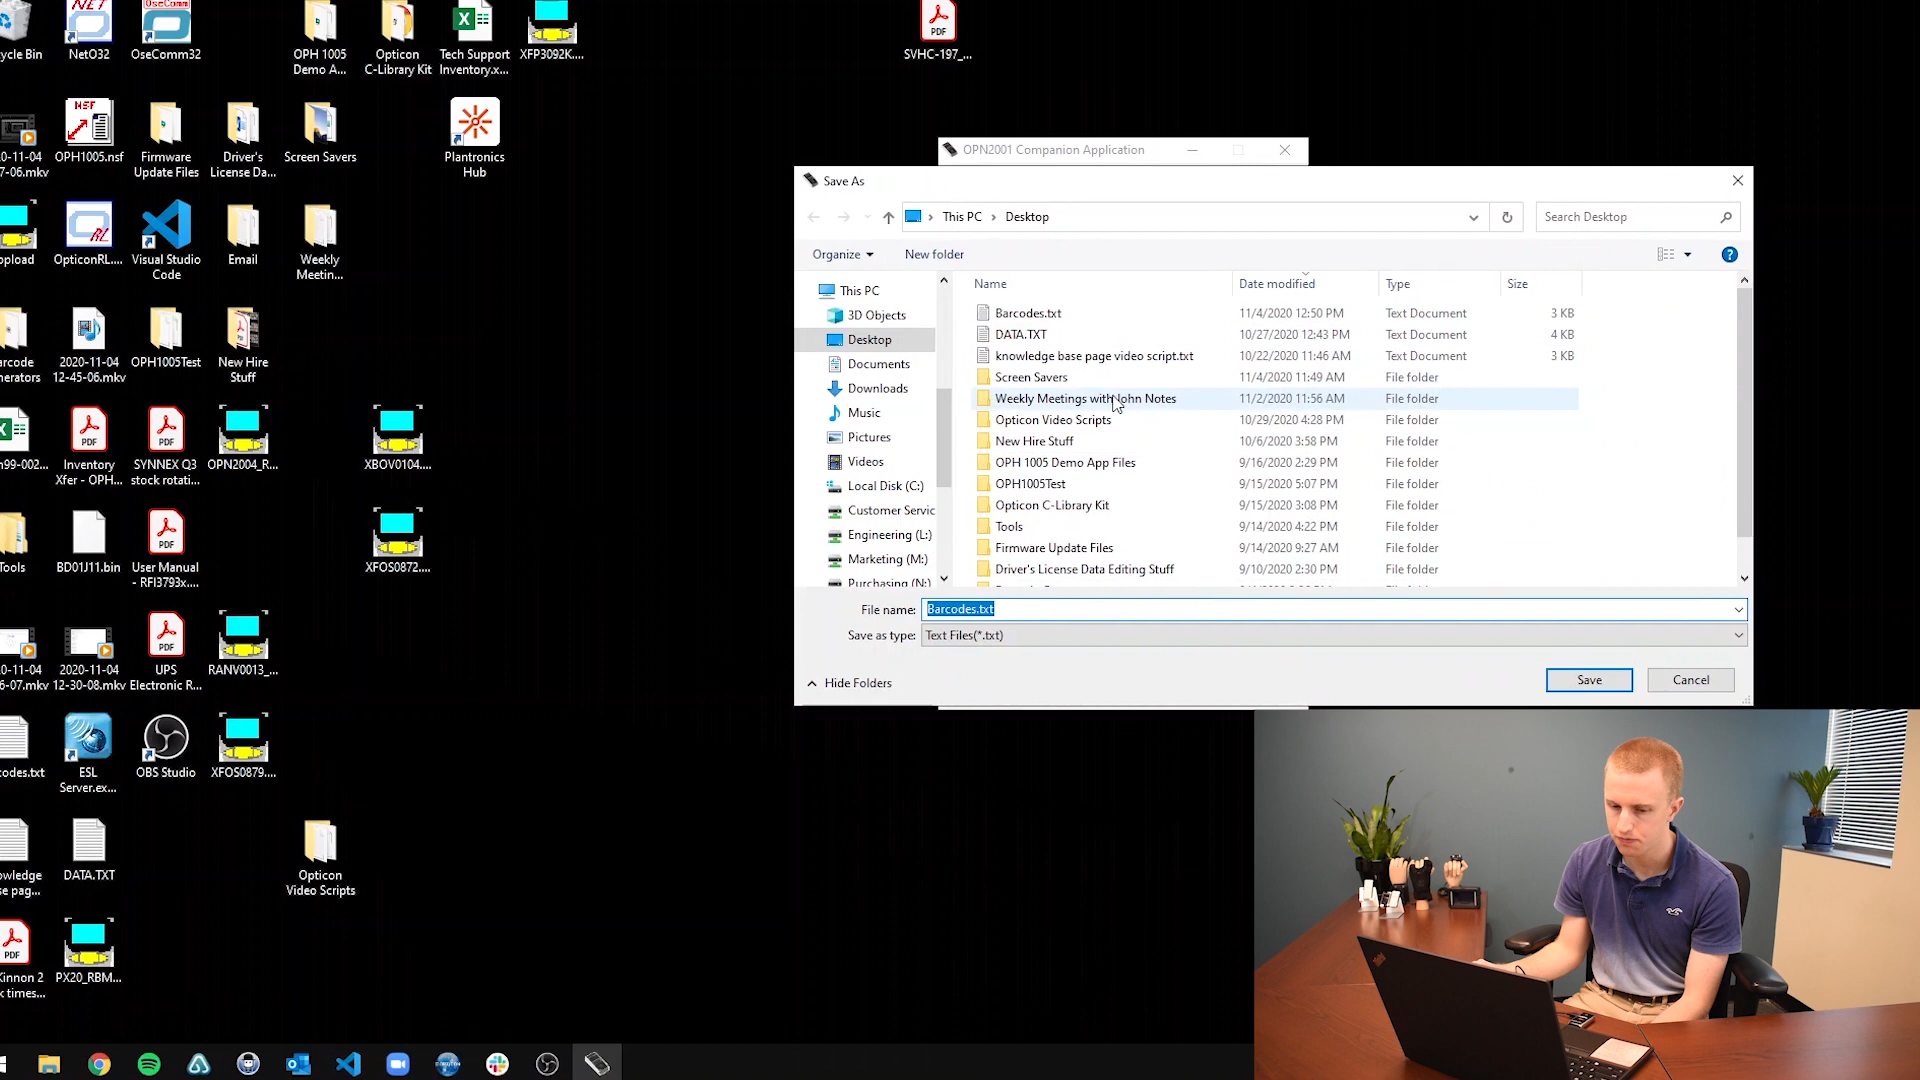 ycle Bin
NET
NetO32
OseComm
OseComm32
OPH 1005
Demo A...
Opticon
C-Library Kit
Tech Support
Inventory.x...
XFP3092K....
PDF
SVHC-197_...
0-11-04
7-06.mkv
NSF
OPH1005.nsf
Firmware
Update Files
Driver's
License Da...
Screen Savers
Plantronics
Hub
pload
RL
OpticonRL....
Visual Studio
Code
Email
Weekly
Meetin...
arcode
nerators
2020-11-04
12-45-06.mkv
OPH1005Test
New Hire
Stuff
m99-002...
PDF
Inventory
Xfer - OPH...
PDF
SYNNEX Q3
stock rotati...
OPN2004_R...
XBOV0104....
Tools
BD01J11.bin
PDF
User Manual
- RFI3793x....
XFOS0872....
0-11-04
6-07.mkv
2020-11-04
12-30-08.mkv
PDF
UPS
Electronic R...
RANV0013_...
codes.txt
ESL
Server.ex...
OBS Studio
XFOS0879....
owledge
se pag...
DATA.TXT
Opticon
Video Scripts
PDF
Kinnon 2
k times...
PX20_RBM...
OPN2001 Companion Application
Save As
This PC > Desktop
Search Desktop
Organize
New folder
Name Date modified Type Size
This PC
3D Objects
Desktop
Documents
Downloads
Music
Pictures
Videos
Local Disk (C:)
Customer Servic
Engineering (L:)
Marketing (M:)
Purchasing (N:)
Barcodes.txt 11/4/2020 12:50 PM Text Document 3 KB
DATA.TXT 10/27/2020 12:43 PM Text Document 4 KB
knowledge base page video script.txt 10/22/2020 11:46 AM Text Document 3 KB
Screen Savers 11/4/2020 11:49 AM File folder
Weekly Meetings with John Notes 11/2/2020 11:56 AM File folder
Opticon Video Scripts 10/29/2020 4:28 PM File folder
New Hire Stuff 10/6/2020 3:58 PM File folder
OPH 1005 Demo App Files 9/16/2020 2:29 PM File folder
OPH1005Test 9/15/2020 5:07 PM File folder
Opticon C-Library Kit 9/15/2020 3:08 PM File folder
Tools 9/14/2020 4:22 PM File folder
Firmware Update Files 9/14/2020 9:27 AM File folder
Driver's License Data Editing Stuff 9/10/2020 2:30 PM File folder
File name: Barcodes.txt
Save as type: Text Files(*.txt)
Hide Folders
Save
Cancel